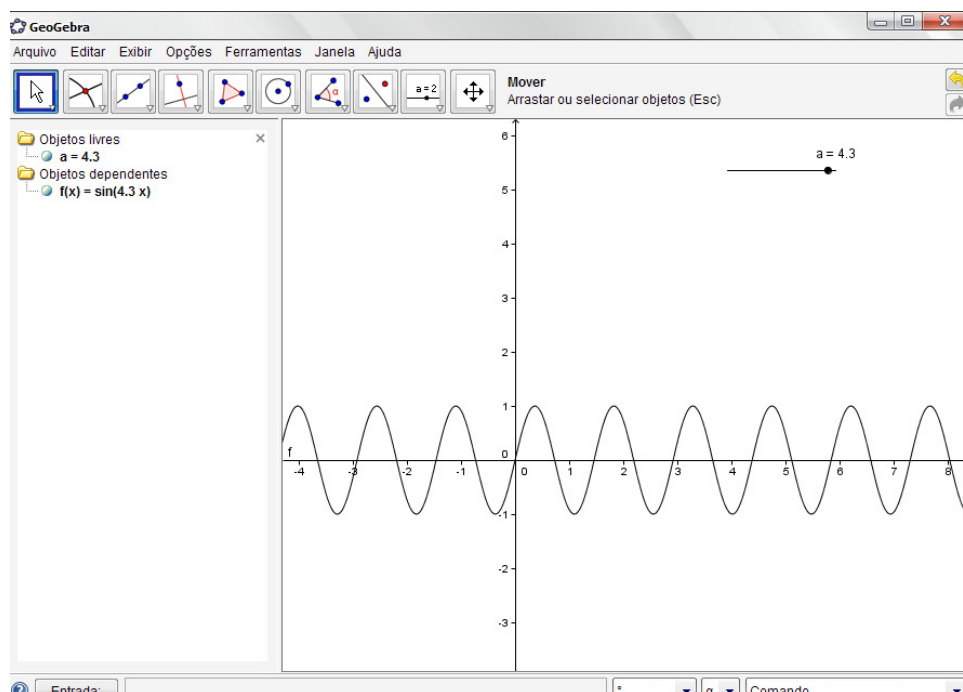 GeoGebra
Arquivo Editar Exibir Opções Ferramentas Janela Ajuda
a=2
Mover
Arrastar ou selecionar objetos (Esc)
Objetos livres
a = 4.3
Objetos dependentes
f(x) = sin(4.3 x)
a = 4.3
6
5
4
3
2
1
0
-1
-2
-3
f
-4 -3 -2 -1 0 1 2 3 4 5 6 7 8
Entrada:
° α Comando